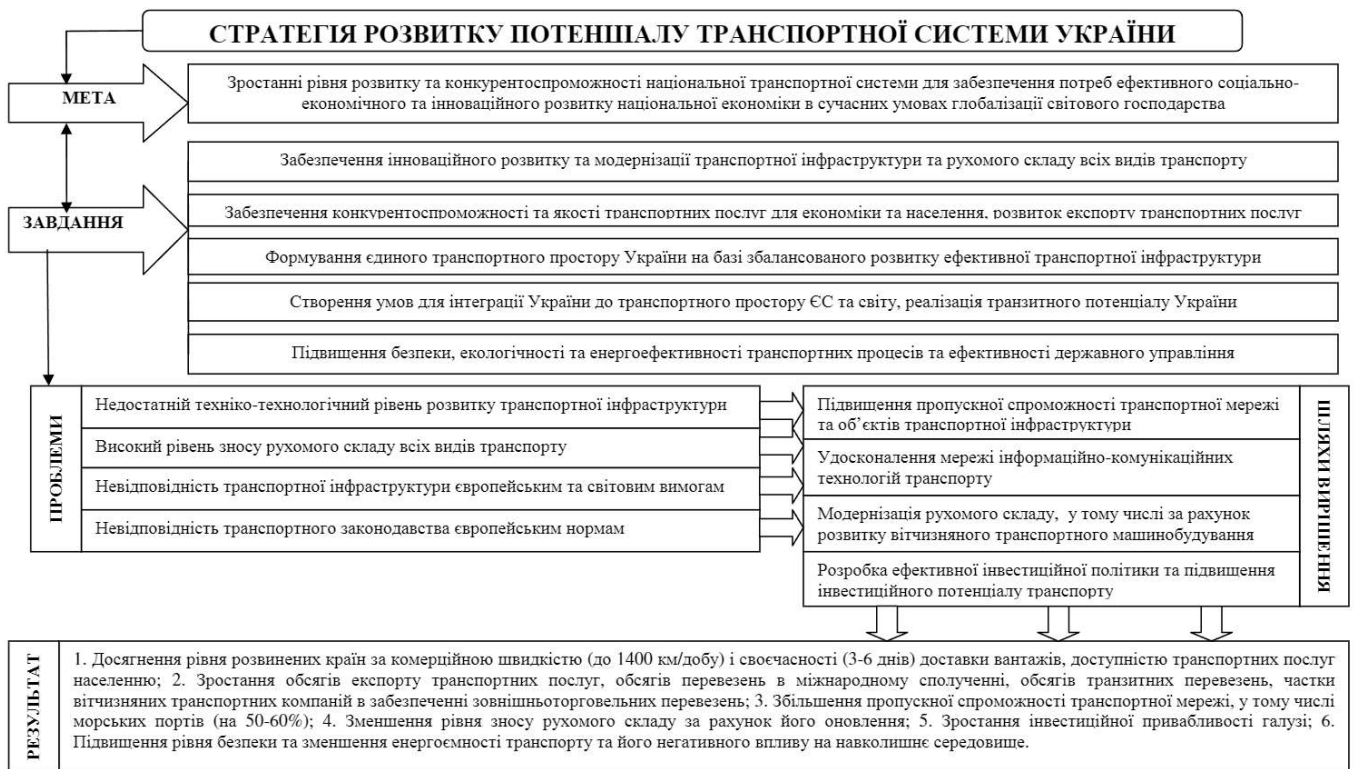 СТРАТЕГІЯ РОЗВИТКУ ПОТЕНШАЛУ ТРАНСПОРТНОЇ СИСТЕМИ УКРАЇНИ
МЕТА
Зростанні рівня розвитку та конкурентоспроможності національної транспортної системи для забезпечення потреб ефективного соціально-
економічного та інноваційного розвитку національної економіки в сучасних умовах глобалізації світового господарства
ЗАВДАННЯ
Забезпечення інноваційного розвитку та модернізації транспортної інфраструктури та рухомого складу всіх видів транспорту
Забезпечення конкурентоспроможності та якості транспортних послуг для економіки та населення, розвиток експорту транспортних послуг
Формування єдиного транспортного простору України на базі збалансованого розвитку ефективної транспортної інфраструктури
Створення умов для інтеграції України до транспортного простору ЄС та світу, реалізація транзитного потенціалу України
Підвищення безпеки, екологічності та енергоефективності транспортних процесів та ефективності державного управління
ПРОБЛЕМИ
Недостатній техніко-технологічний рівень розвитку транспортної інфраструктури
Високий рівень зносу рухомого складу всіх видів транспорту
Невідповідність транспортної інфраструктури європейським та світовим вимогам
Невідповідність транспортного законодавства європейським нормам
Підвищення пропускної спроможності транспортної мережі
та об’єктів транспортної інфраструктури
Удосконалення мережі інформаційно-комунікаційних
технологій транспорту
Модернізація рухомого складу, у тому числі за рахунок
розвитку вітчизняного транспортного машинобудування
Розробка ефективної інвестиційної політики та підвищення
інвестиційного потенціалу транспорту
ШЛЯХИ ВИРІШЕННЯ
РЕЗУЛЬТАТ
1. Досягнення рівня розвинених країн за комерційною швидкістю (до 1400 км/добу) і своєчасності (3-6 днів) доставки вантажів, доступністю транспортних послуг
населенню; 2. Зростання обсягів експорту транспортних послуг, обсягів перевезень в міжнародному сполученні, обсягів транзитних перевезень, частки
вітчизняних транспортних компаній в забезпеченні зовнішньоторговельних перевезень; 3. Збільшення пропускної спроможності транспортної мережі, у тому числі
морських портів (на 50-60%); 4. Зменшення рівня зносу рухомого складу за рахунок його оновлення; 5. Зростання інвестиційної привабливості галузі; 6.
Підвищення рівня безпеки та зменшення енергоємності транспорту та його негативного впливу на навколишнє середовище.